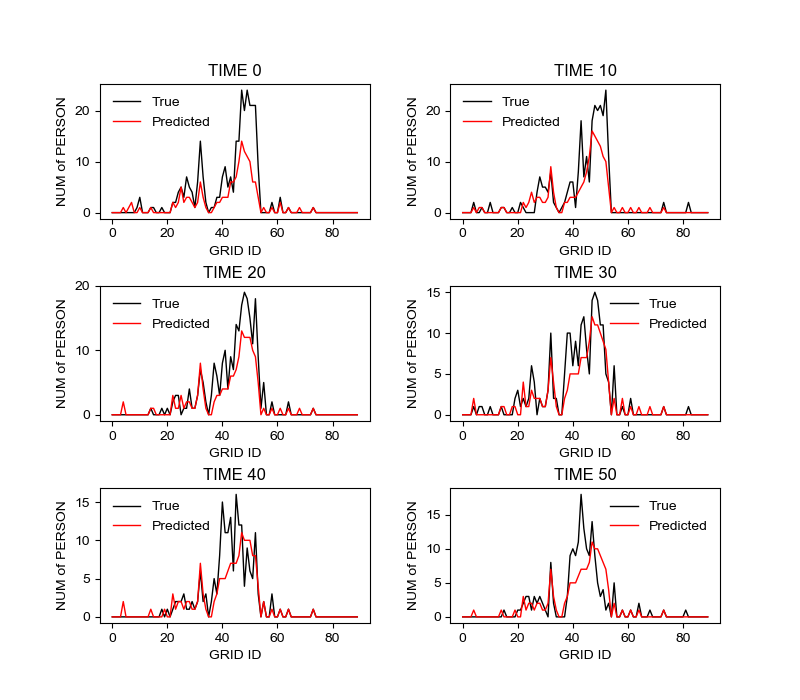 TIME 0
TIME 10
NUM of PERSON
20
10
0
True
Predicted
0 20 40 60 80
GRID ID
NUM of PERSON
20
10
0
True
Predicted
0 20 40 60 80
GRID ID
TIME 20
TIME 30
NUM of PERSON
20
10
0
True
Predicted
0 20 40 60 80
GRID ID
NUM of PERSON
15
10
5
0
True
Predicted
0 20 40 60 80
GRID ID
TIME 40
TIME 50
NUM of PERSON
15
10
5
0
True
Predicted
0 20 40 60 80
GRID ID
NUM of PERSON
15
10
5
0
True
Predicted
0 20 40 60 80
GRID ID